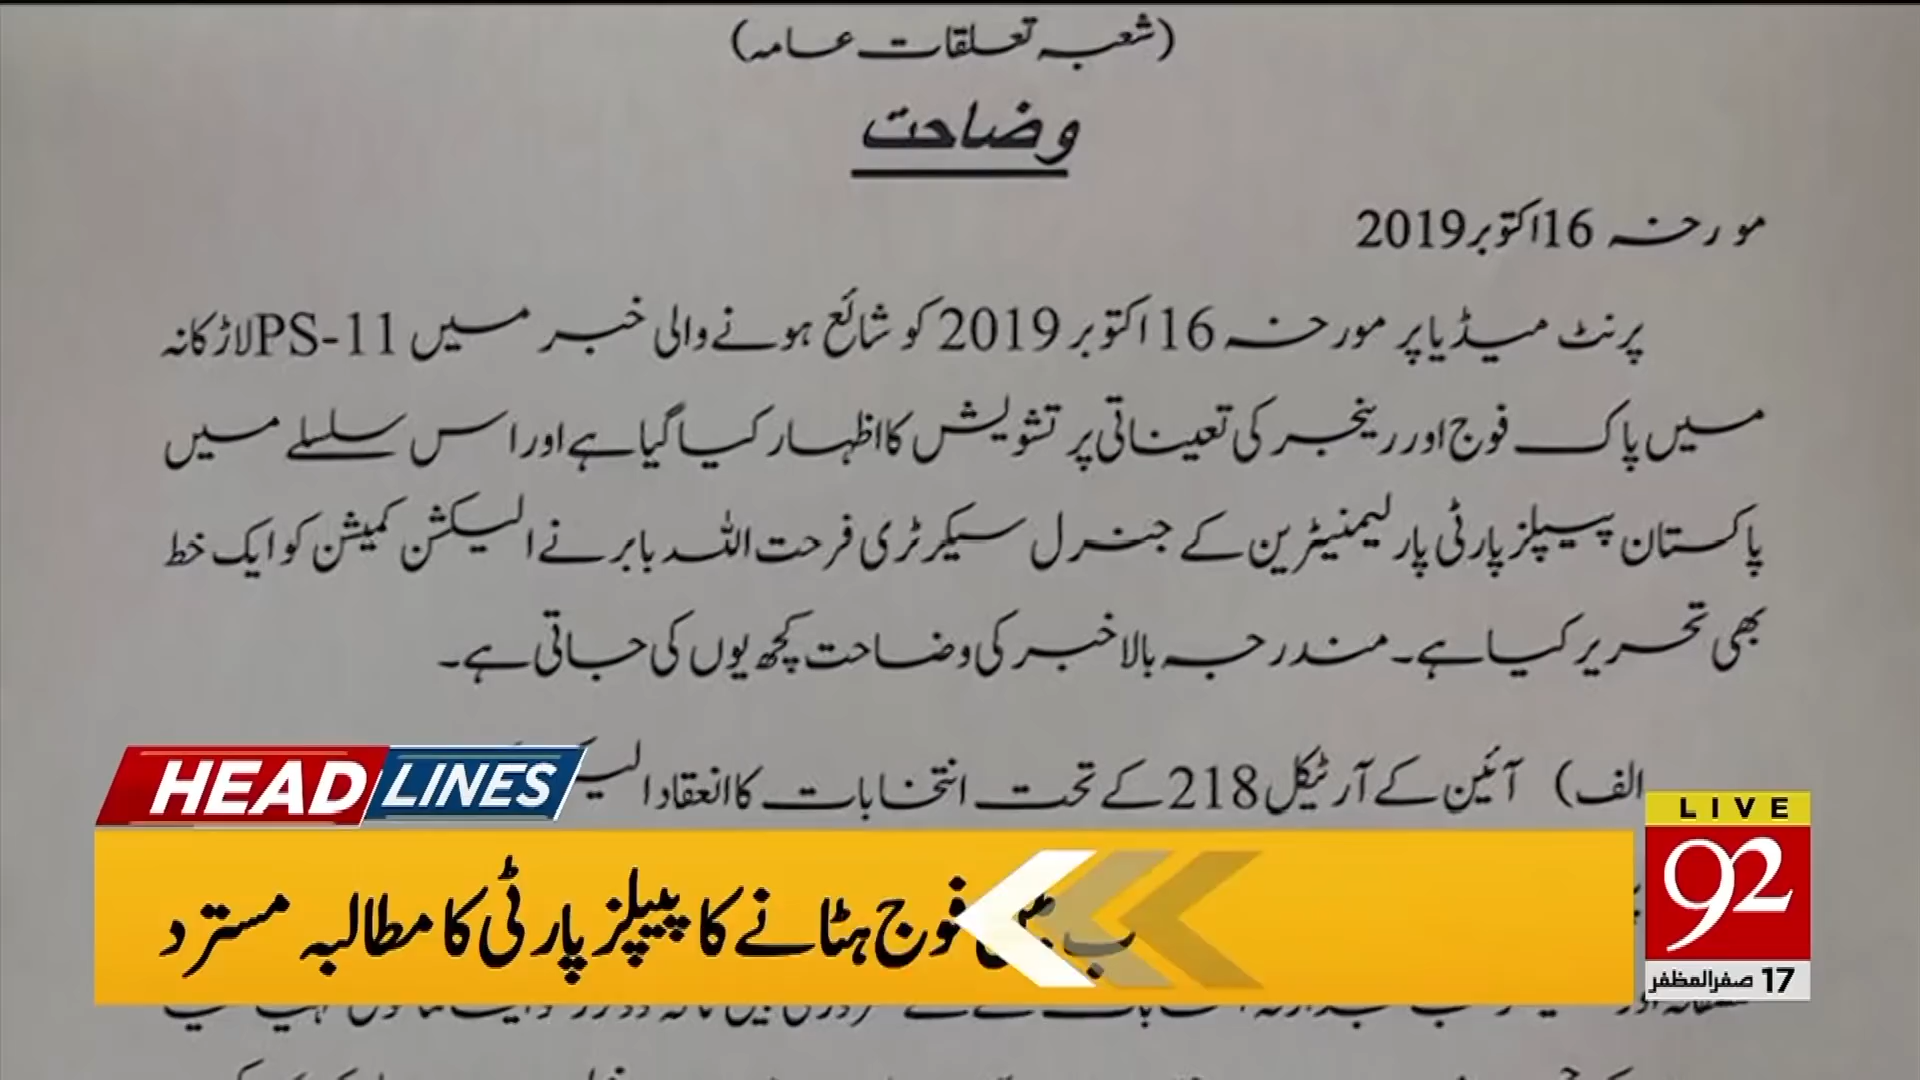 (شعبہ تعلقات عامہ)
وضاحت
مورخہ 16 اکتوبر 2019
پرنٹ میڈیا پر مورخہ 16 اکتوبر 2019 کو شائع ہونے والی خبر میں PS-11 لاڑکانہ
میں پاک فوج اور رینجر کی تعیناتی پر تشویش کا اظہار کیا گیا ہے اور اس سلسلے میں
پاکستان پیپلز پارٹی پارلیمنیٹرین کے جنرل سیکرٹری فرحت اللہ بابر نے الیکشن کمیشن کو ایک خط
بھی تحریر کیا ہے۔ مندرجہ بالا خبر کی وضاحت کچھ یوں کی جاتی ہے۔
الف) آئین کے آرٹیکل 218 کے تحت انتخابات کا انعقاد
HEADLINES
فوج ہٹانے کا پیپلز پارٹی کا مطالبہ مسترد
LIVE
92
17 صفر المظفر